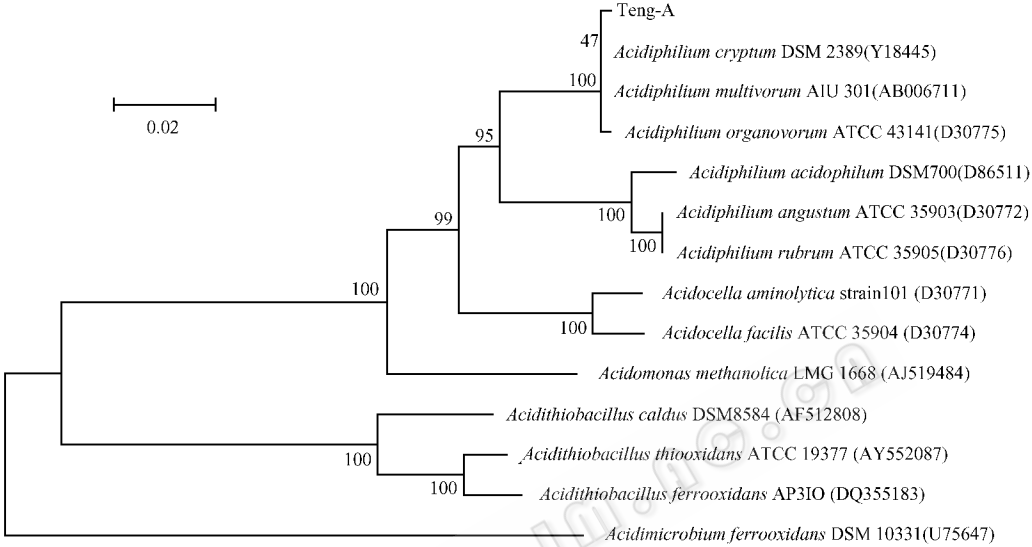 Teng-A
47
Acidiphilium cryptum DSM 2389(Y18445)
100
Acidiphilium multivorum AIU 301(AB006711)
0.02
95
Acidiphilium organovorum ATCC 43141(D30775)
Acidiphilium acidophilum DSM700(D86511)
99
100
Acidiphilium angustum ATCC 35903(D30772)
100
Acidiphilium rubrum ATCC 35905(D30776)
100
Acidocella aminolytica strain101 (D30771)
100
Acidocella facilis ATCC 35904 (D30774)
Acidomonas methanolica LMG 1668 (AJ519484)
Acidithiobacillus caldus DSM8584 (AF512808)
100
Acidithiobacillus thiooxidans ATCC 19377 (AY552087)
100
Acidithiobacillus ferrooxidans AP3IO (DQ355183)
Acidimicrobium ferrooxidans DSM 10331(U75647)